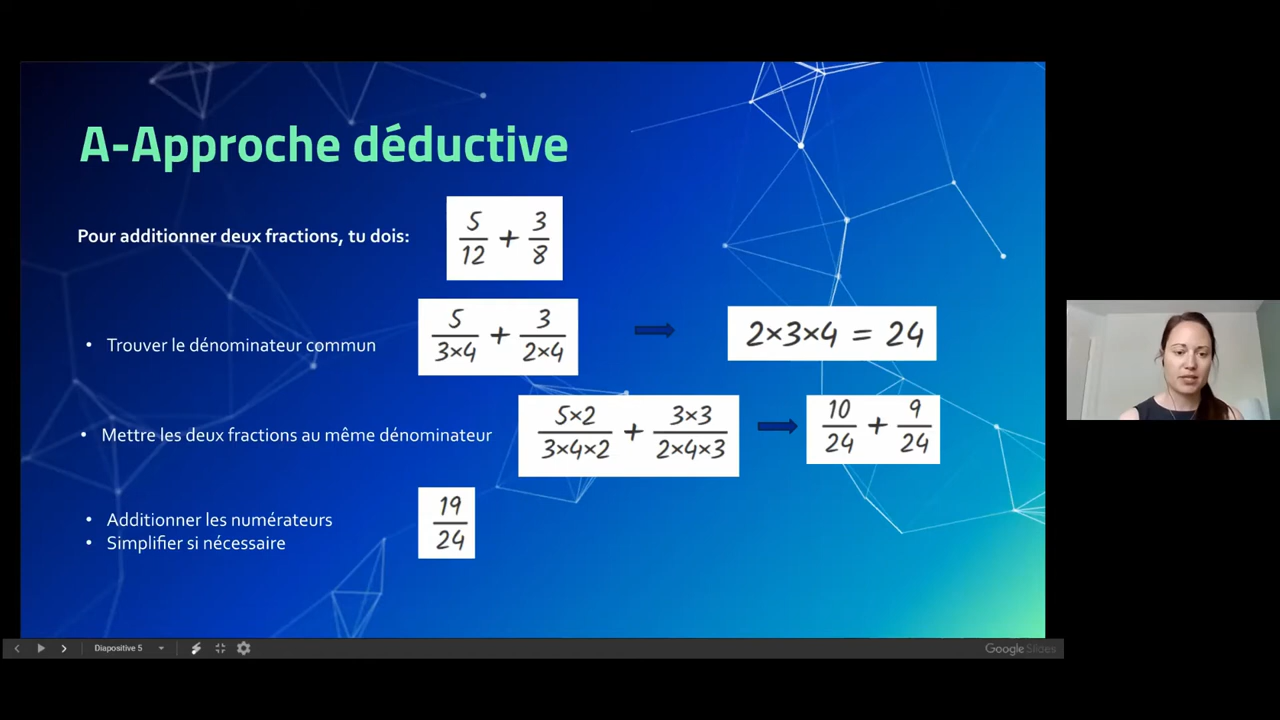 A-Approche déductive
Pour additionner deux fractions, tu dois:
5/12 + 3/8
• Trouver le dénominateur commun
5/3×4 + 3/2×4
2×3×4 = 24
• Mettre les deux fractions au même dénominateur
5×2/3×4×2 + 3×3/2×4×3
10/24 + 9/24
• Additionner les numérateurs
• Simplifier si nécessaire
19/24
Diapositive 5
Google Slides